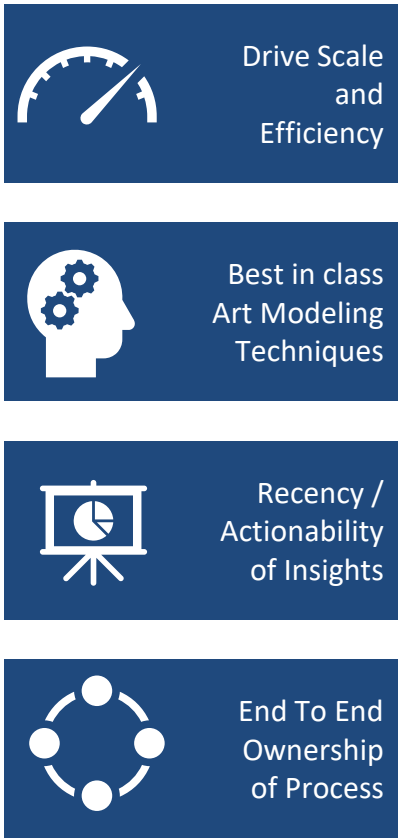 Drive Scale
and
Efficiency
Best in class
Art Modeling
Techniques
Recency /
Actionability
of Insights
End To End
Ownership
of Process